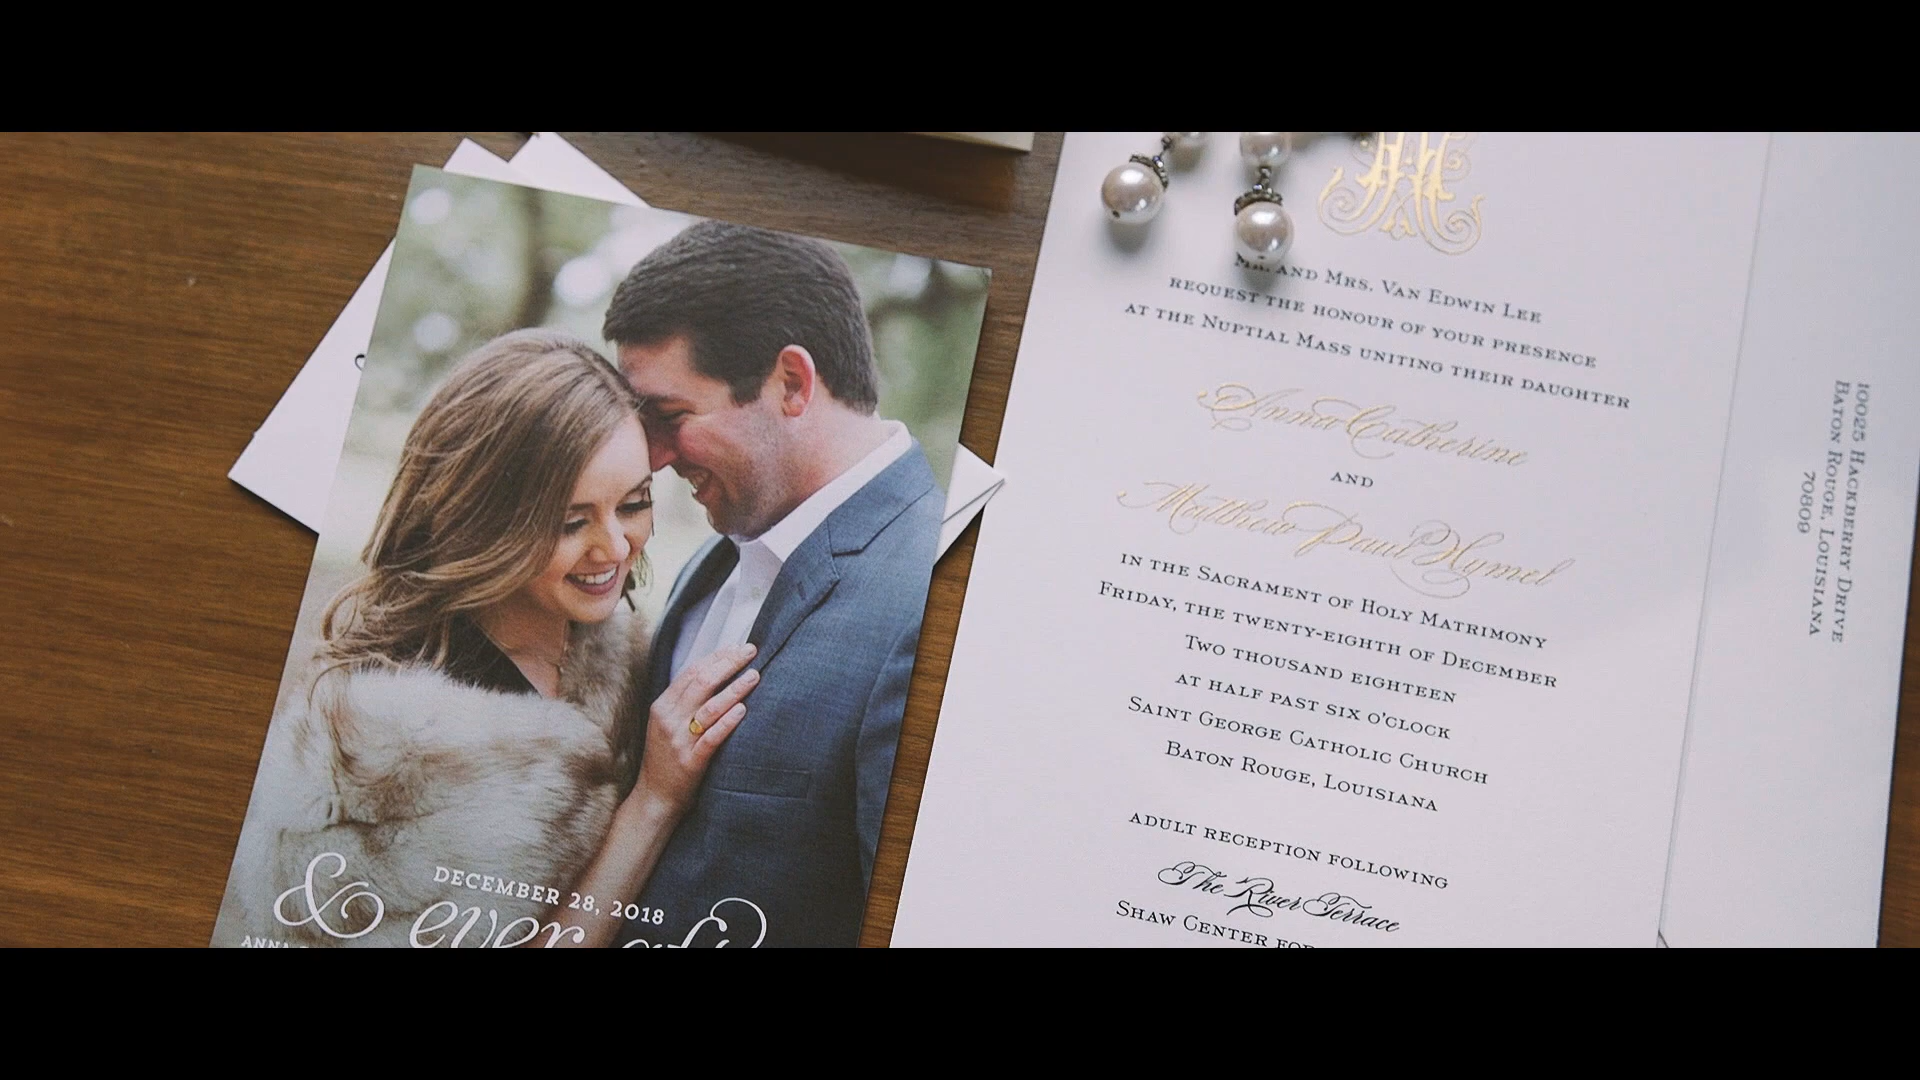 DECEMBER 28, 2018
& ever
MR. AND MRS. VAN EDWIN LEE
REQUEST THE HONOUR OF YOUR PRESENCE
AT THE NUPTIAL MASS UNITING THEIR DAUGHTER
Anna Catherine
AND
Matthew Paul Hymel
IN THE SACRAMENT OF HOLY MATRIMONY
FRIDAY, THE TWENTY-EIGHTH OF DECEMBER
TWO THOUSAND EIGHTEEN
AT HALF PAST SIX O'CLOCK
SAINT GEORGE CATHOLIC CHURCH
BATON ROUGE, LOUISIANA
ADULT RECEPTION FOLLOWING
The River Terrace
SHAW CENTER FOR
10025 HACKBERRY DRIVE
BATON ROUGE, LOUISIANA
70809